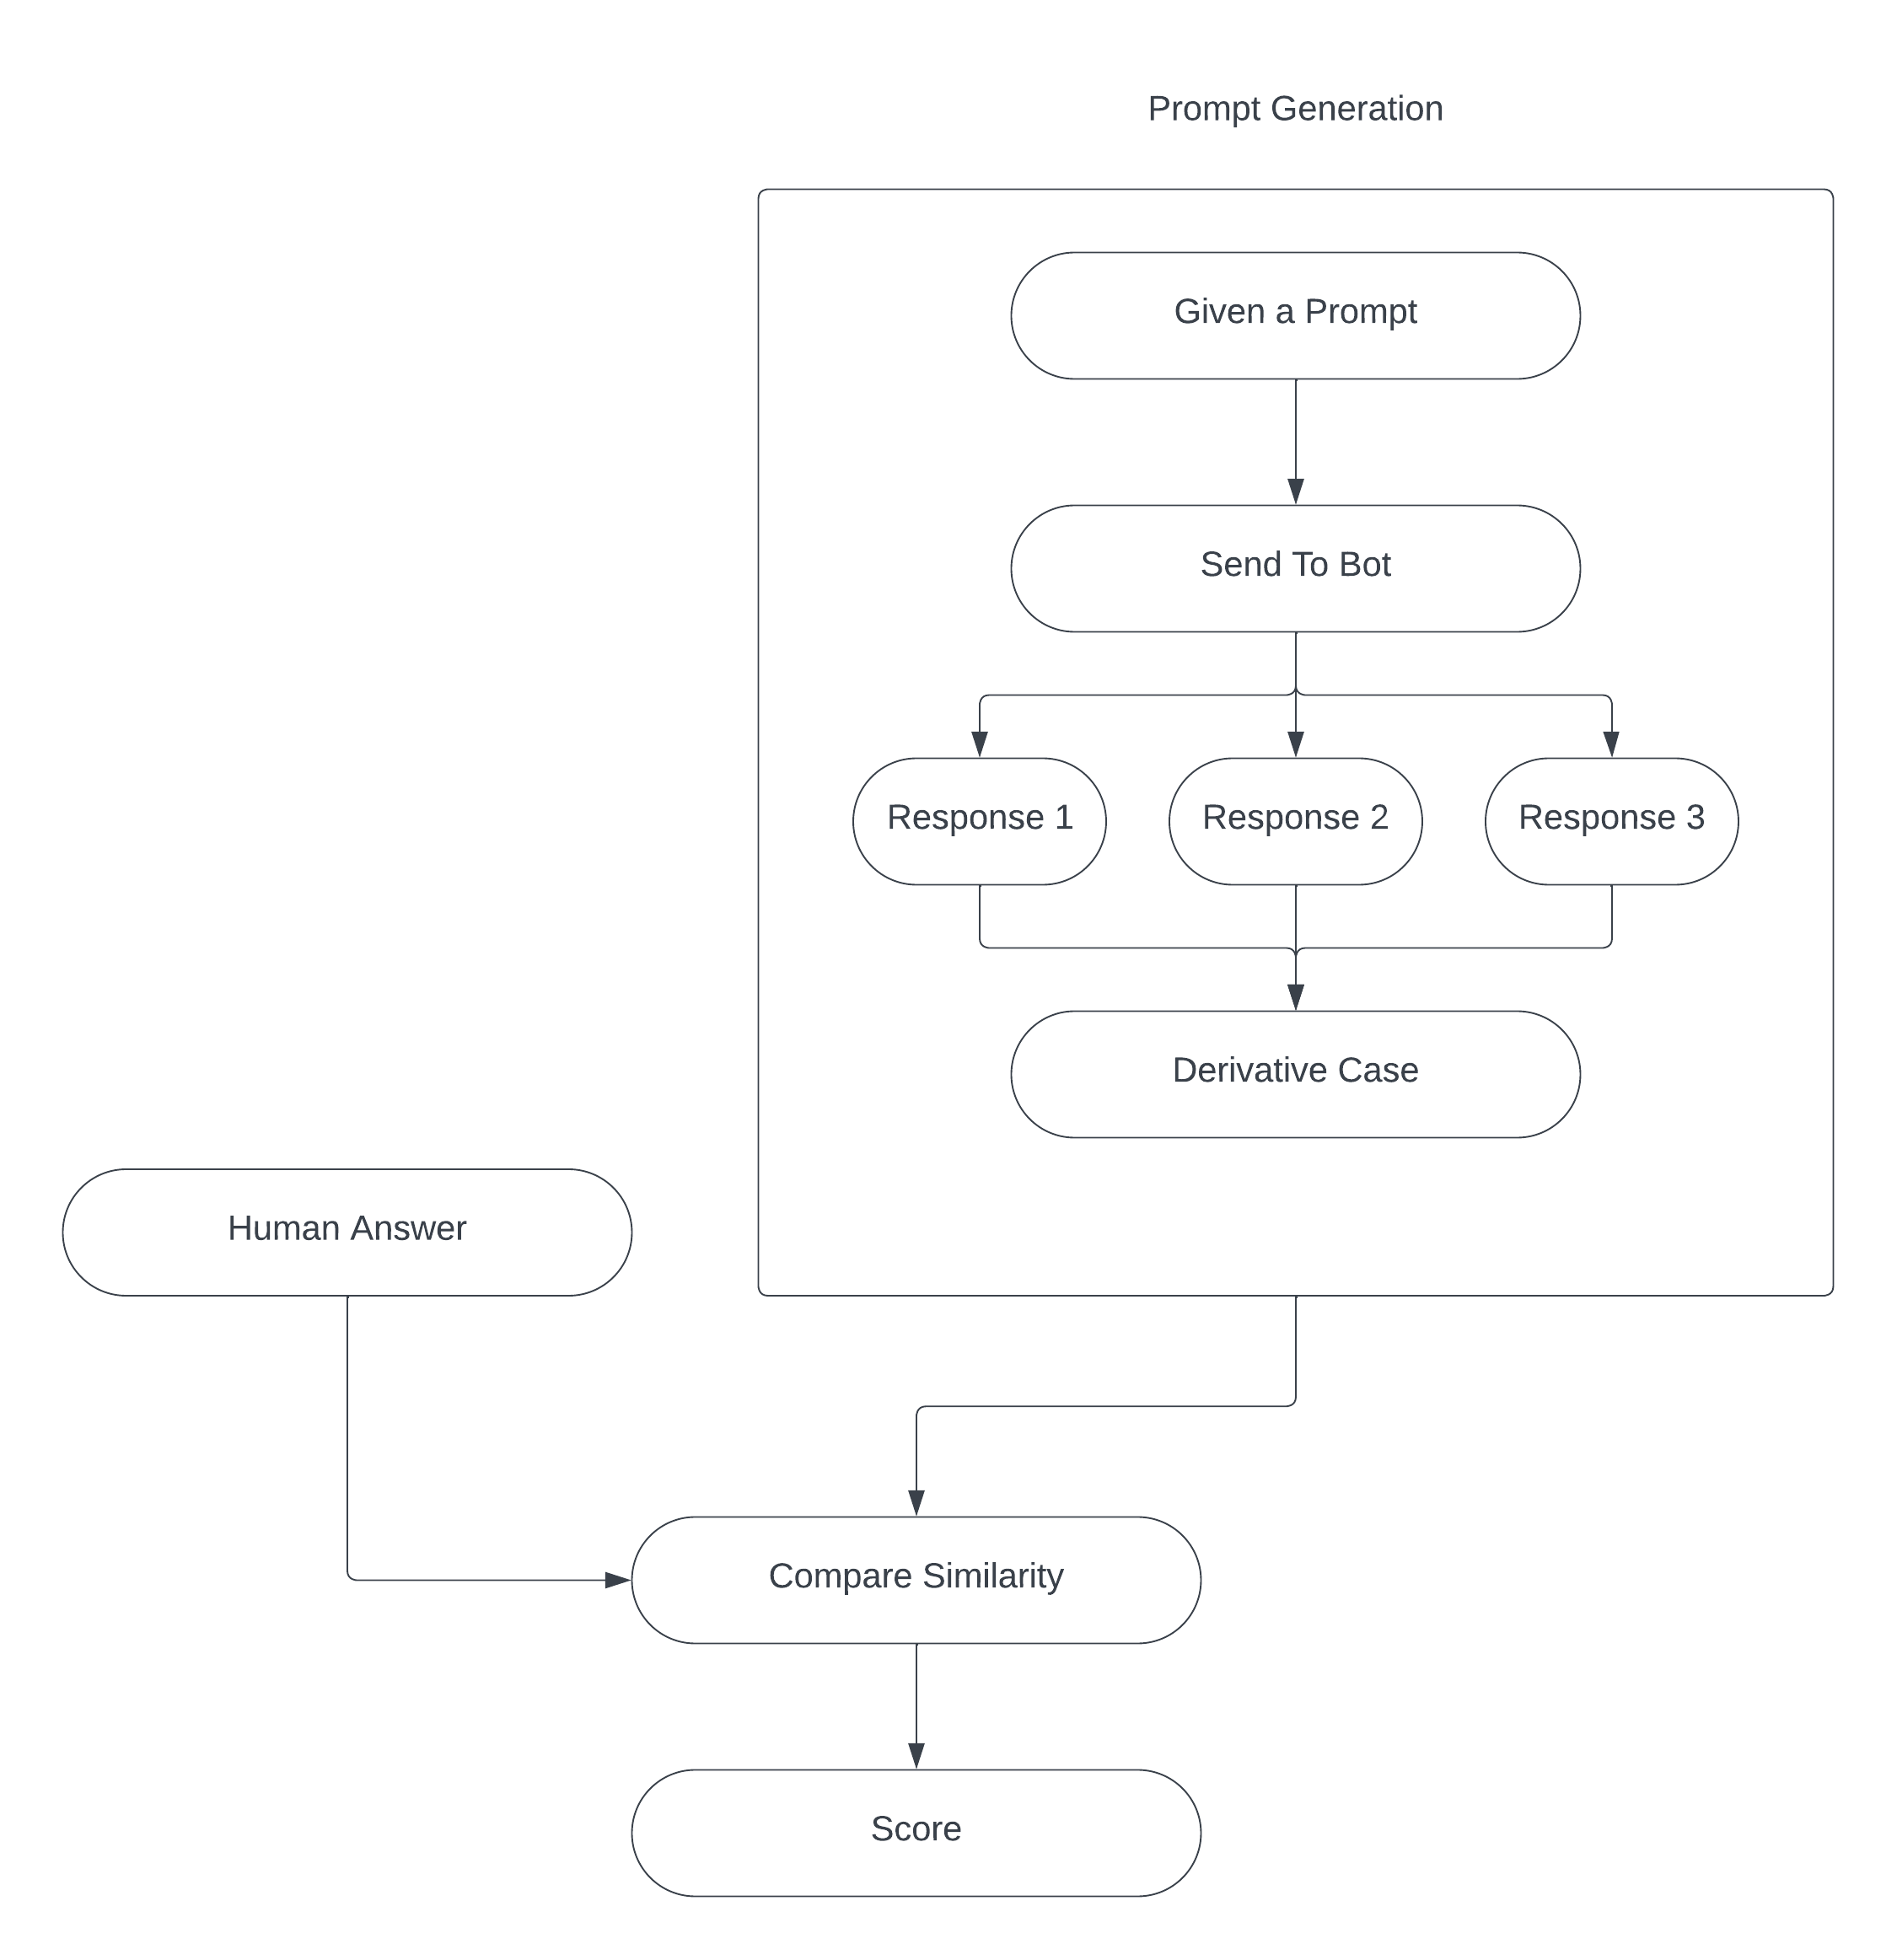 Prompt Generation
Given a Prompt
Send To Bot
Response 1
Response 2
Response 3
Derivative Case
Human Answer
Compare Similarity
Score